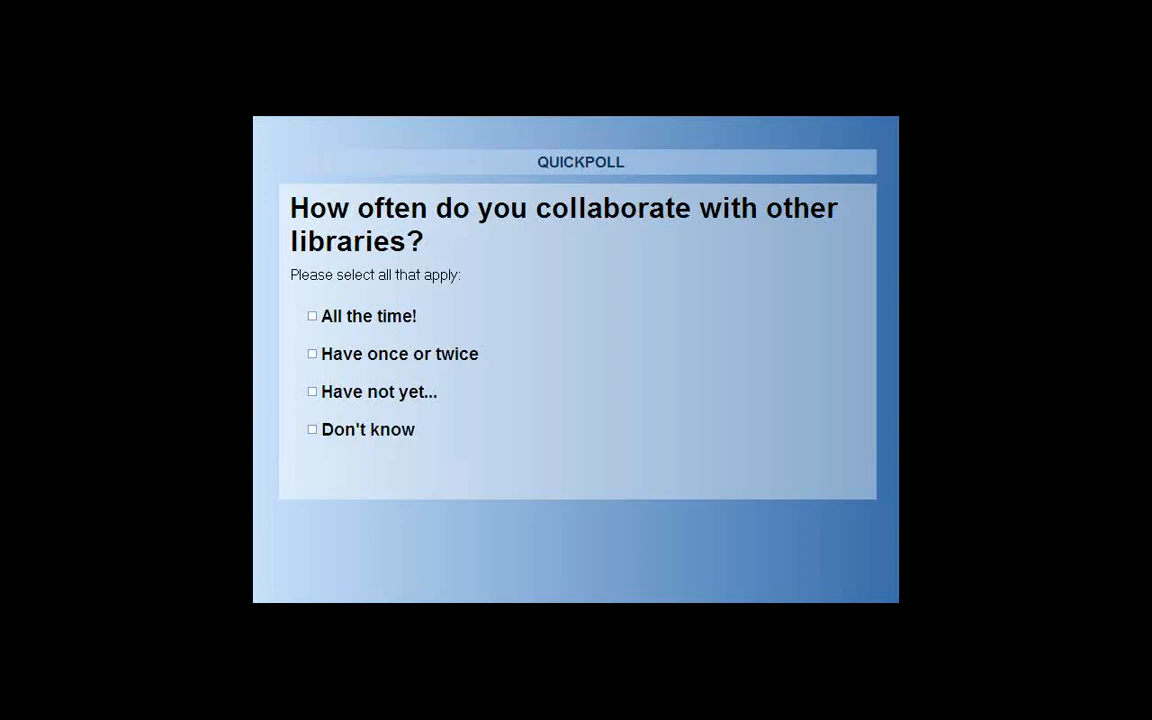 QUICKPOLL
How often do you collaborate with other
libraries?
Please select all that apply:
All the time!
Have once or twice
Have not yet...
Don't know